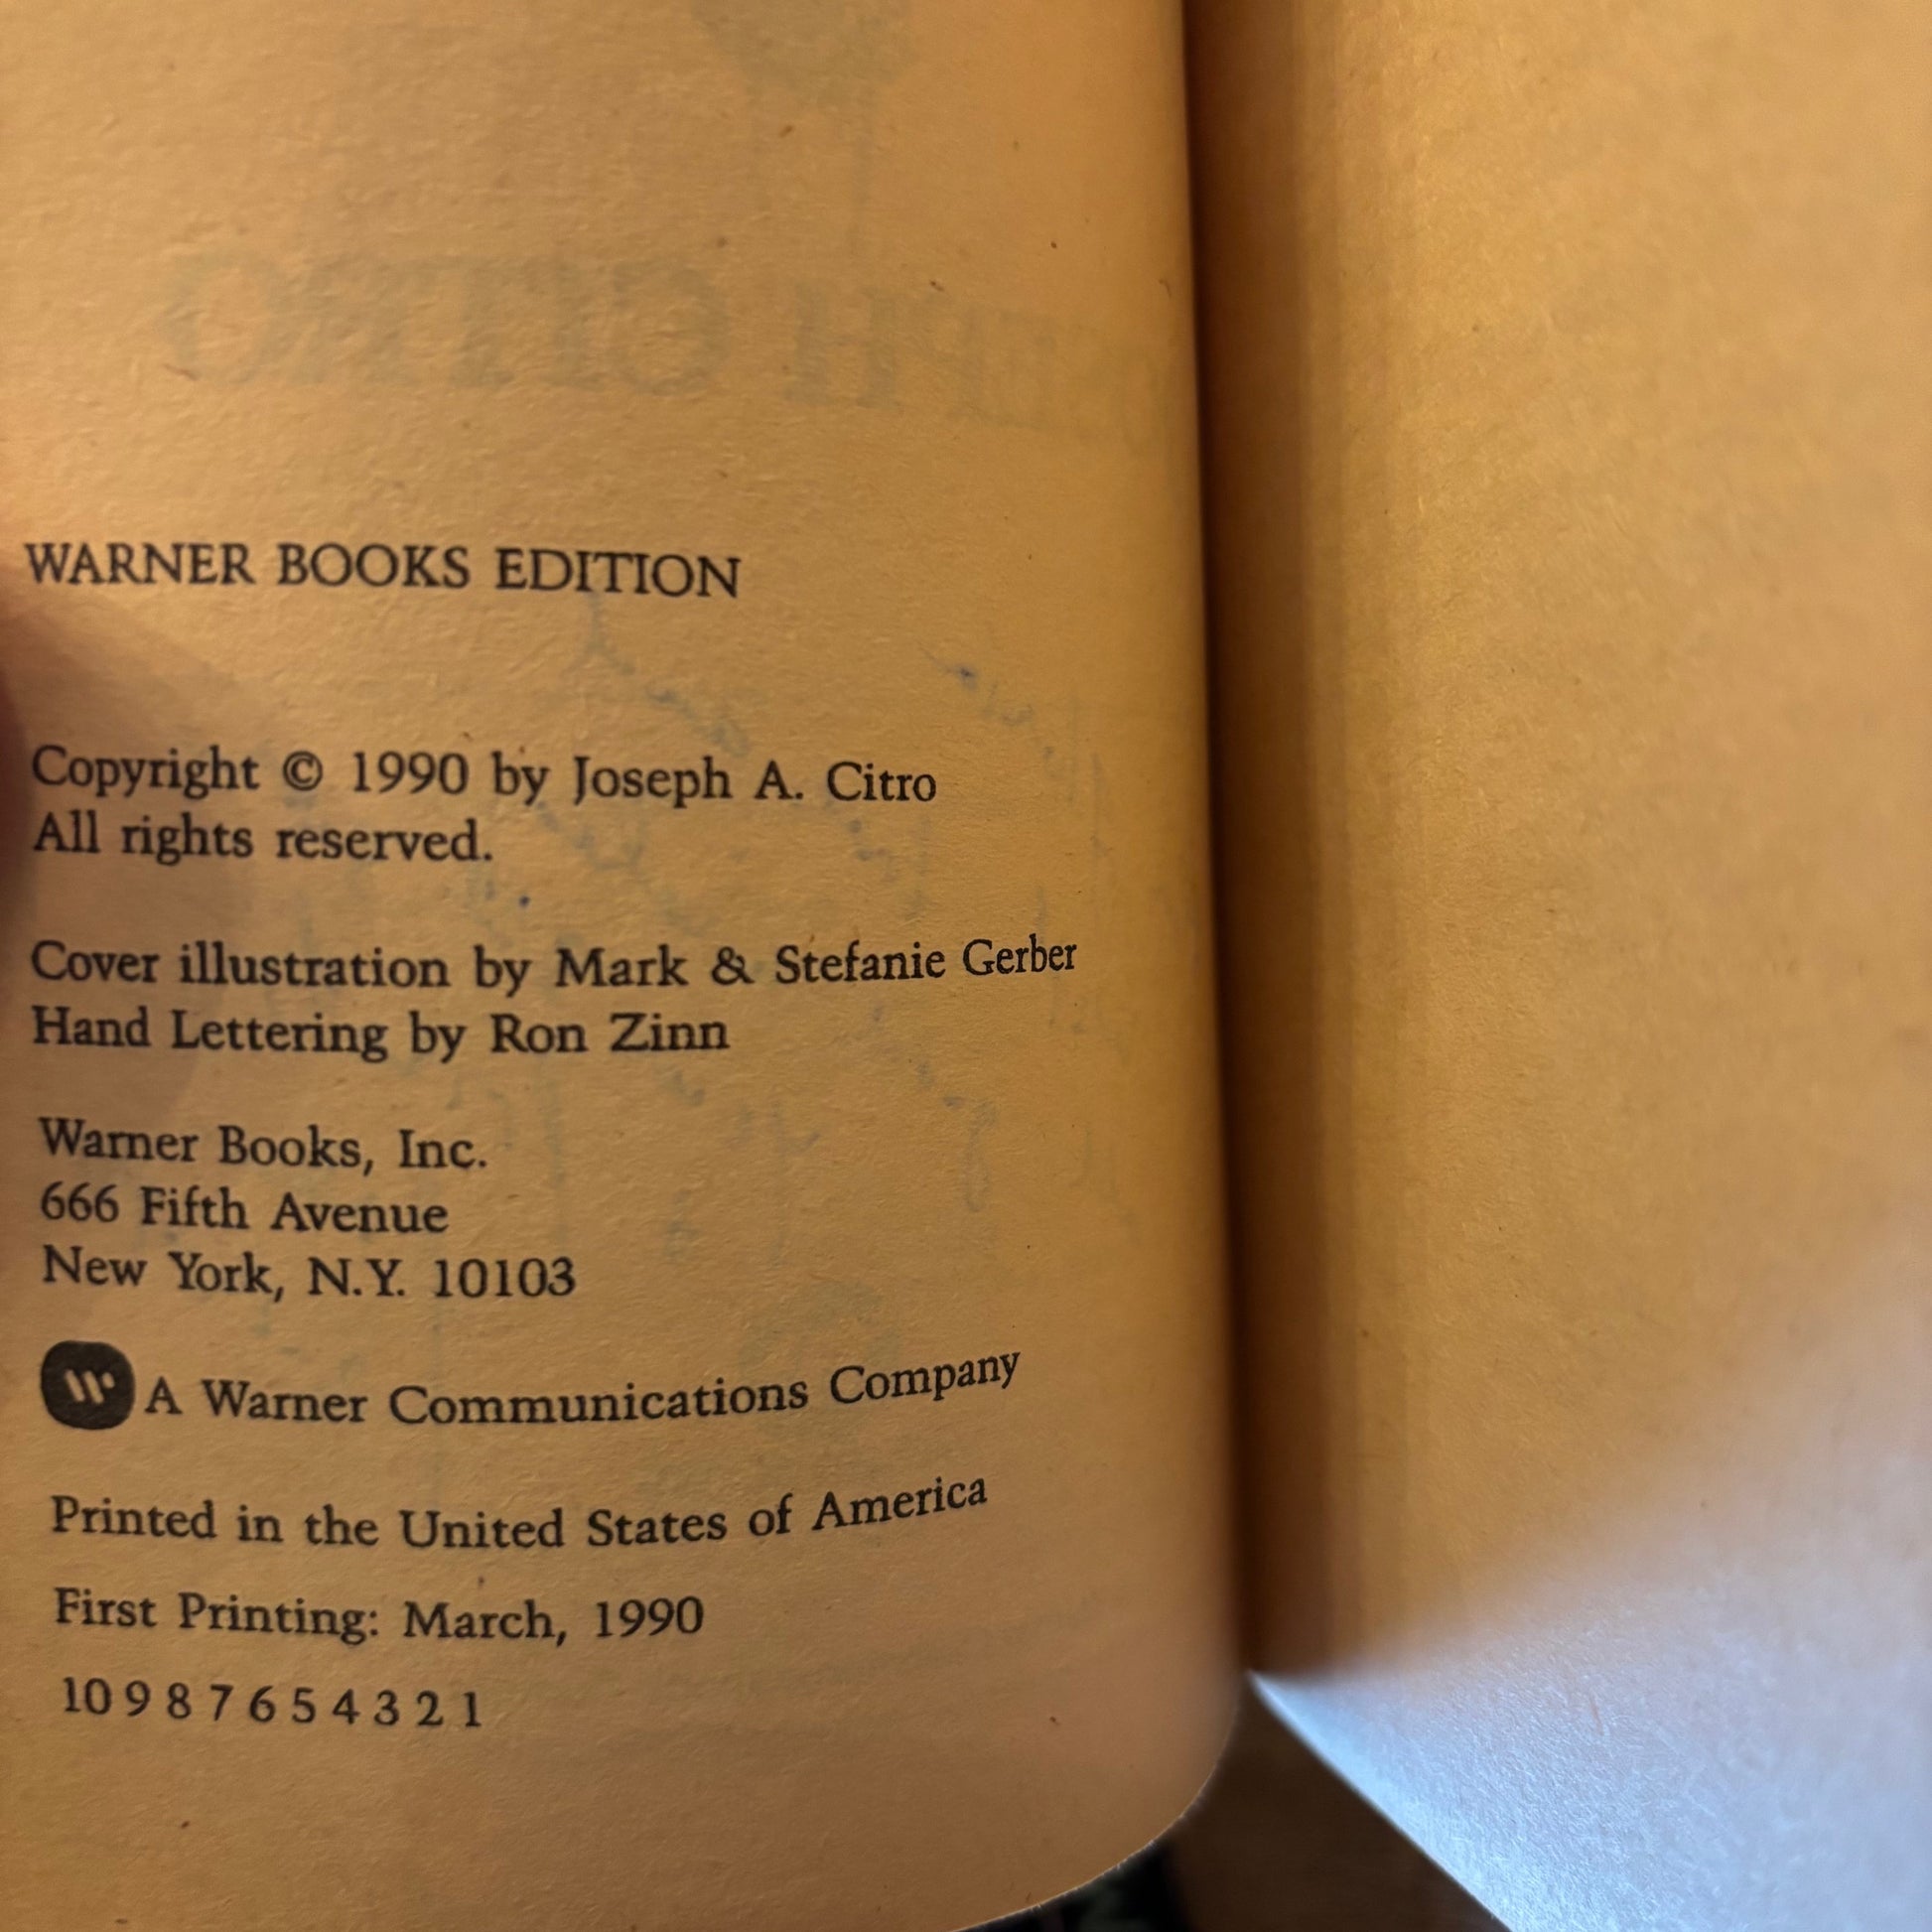 WARNER BOOKS EDITION
Copyright © 1990 by Joseph A. Citro
All rights reserved.
Cover illustration by Mark & Stefanie Gerber
Hand Lettering by Ron Zinn
Warner Books, Inc.
666 Fifth Avenue
New York, N.Y. 10103
A Warner Communications Company
Printed in the United States of America
First Printing: March, 1990
10 9 8 7 6 5 4 3 2 1